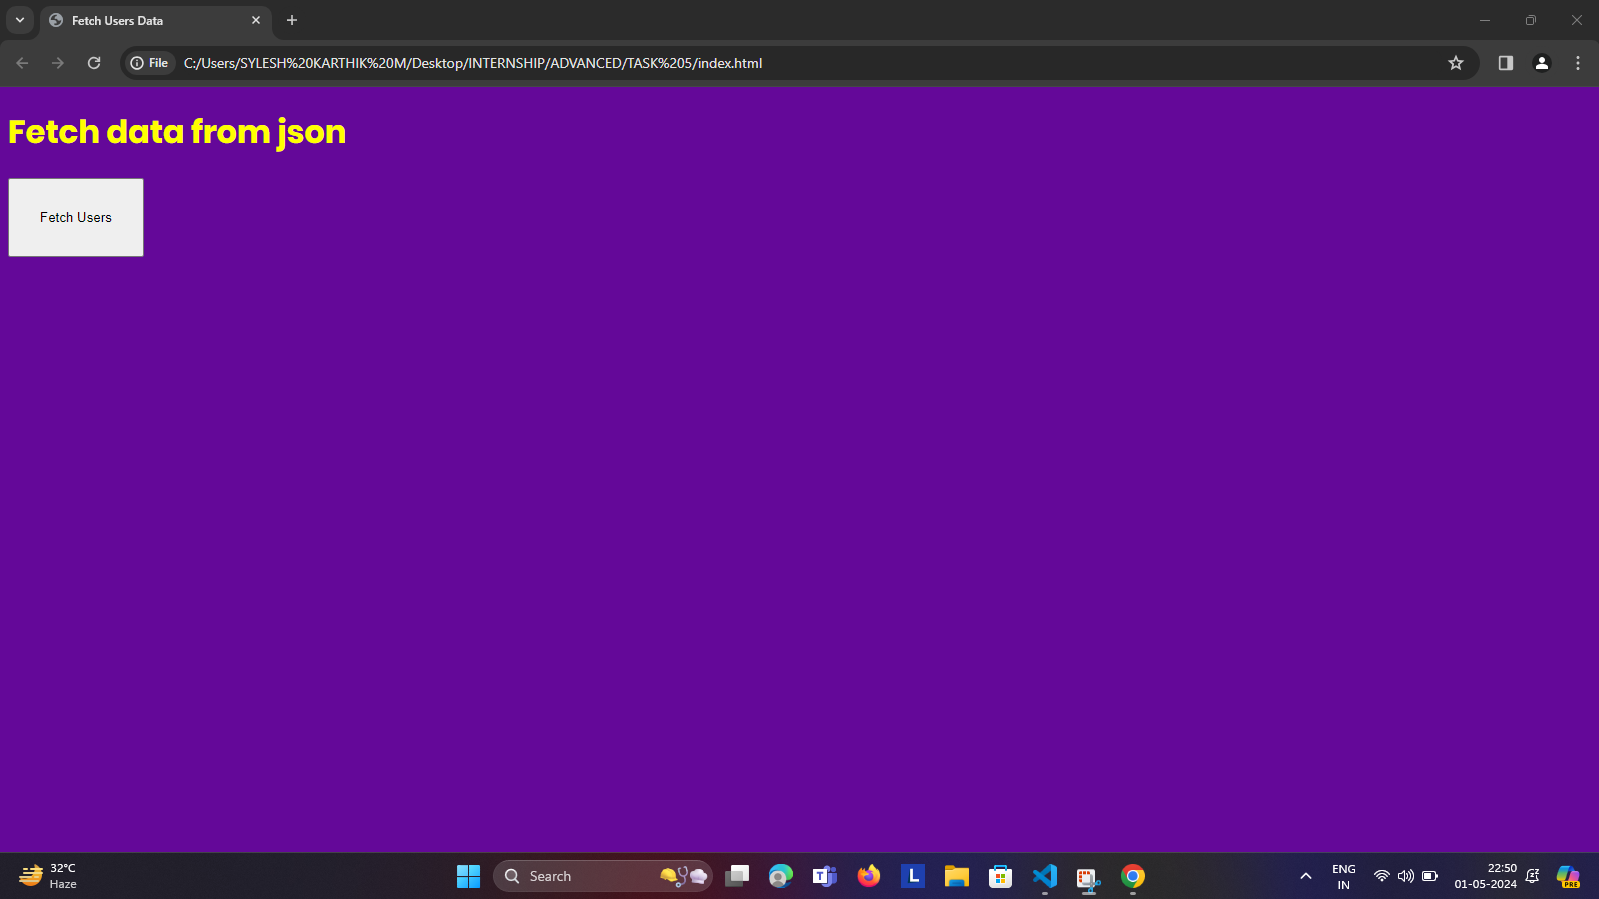 Fetch Users Data
File
C:/Users/SYLESH%20KARTHIK%20M/Desktop/INTERNSHIP/ADVANCED/TASK%205/index.html
Fetch data from json
Fetch Users
32°C
Haze
Search
T
L
ENG
IN
22:50
01-05-2024
PRE